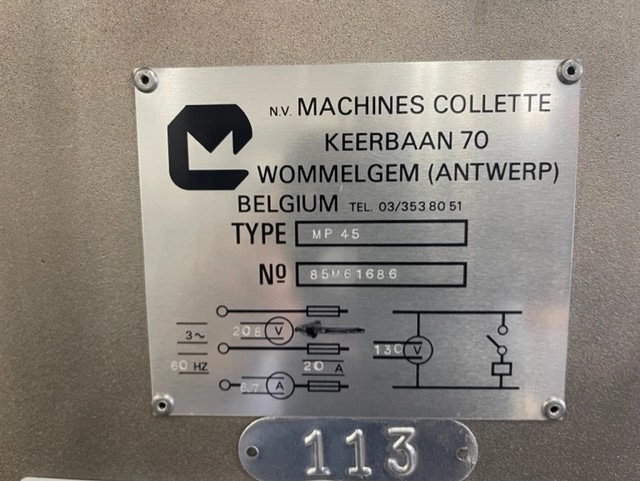 N.V. MACHINES COLLETTE
KEERBAAN 70
WOMMELGEM (ANTWERP)
BELGIUM TEL. 03/353 80 51
TYPE MP 45
Nº 85M61686
3~ 208 V
60 HZ 20 A
6.7 A
130 V
113